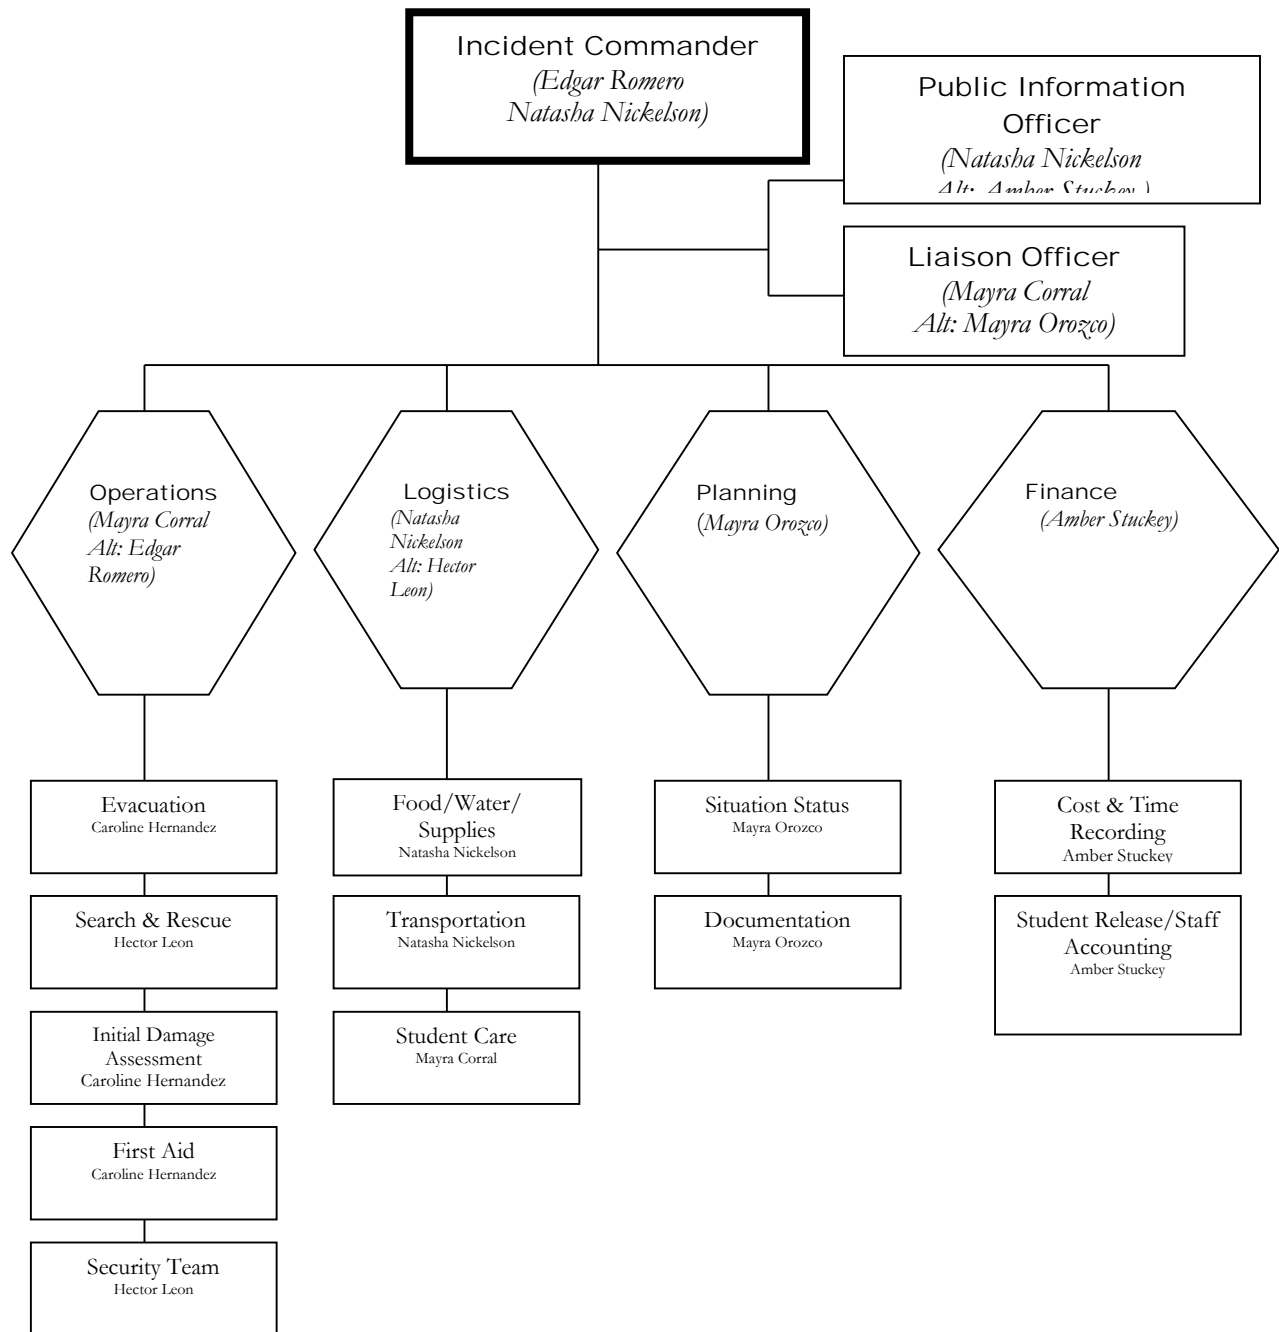 Incident Commander
(Edgar Romero
Natasha Nickelson)
Public Information
Officer
(Natasha Nickelson
Alt: Amber Stuckey )
Liaison Officer
(Mayra Corral
Alt: Mayra Orozco)
Operations
(Mayra Corral
Alt: Edgar
Romero)
Logistics
(Natasha
Nickelson
Alt: Hector
Leon)
Planning
(Mayra Orozco)
Finance
(Amber Stuckey)
Evacuation
Caroline Hernandez
Search & Rescue
Hector Leon
Initial Damage
Assessment
Caroline Hernandez
First Aid
Caroline Hernandez
Security Team
Hector Leon
Food/Water/
Supplies
Natasha Nickelson
Transportation
Natasha Nickelson
Student Care
Mayra Corral
Situation Status
Mayra Orozco
Documentation
Mayra Orozco
Cost & Time
Recording
Amber Stuckey
Student Release/Staff
Accounting
Amber Stuckey